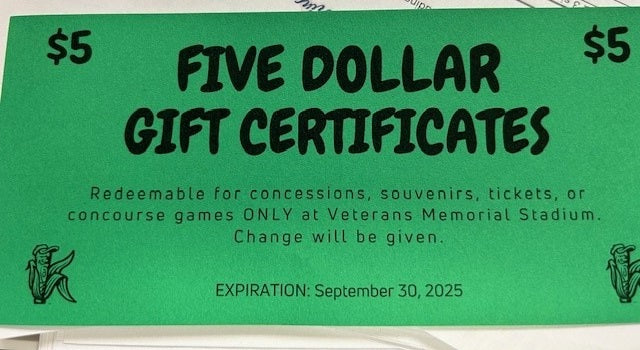 $5 $5
FIVE DOLLAR
GIFT CERTIFICATES
Redeemable for concessions, souvenirs, tickets, or
concourse games ONLY at Veterans Memorial Stadium.
Change will be given.
EXPIRATION: September 30, 2025